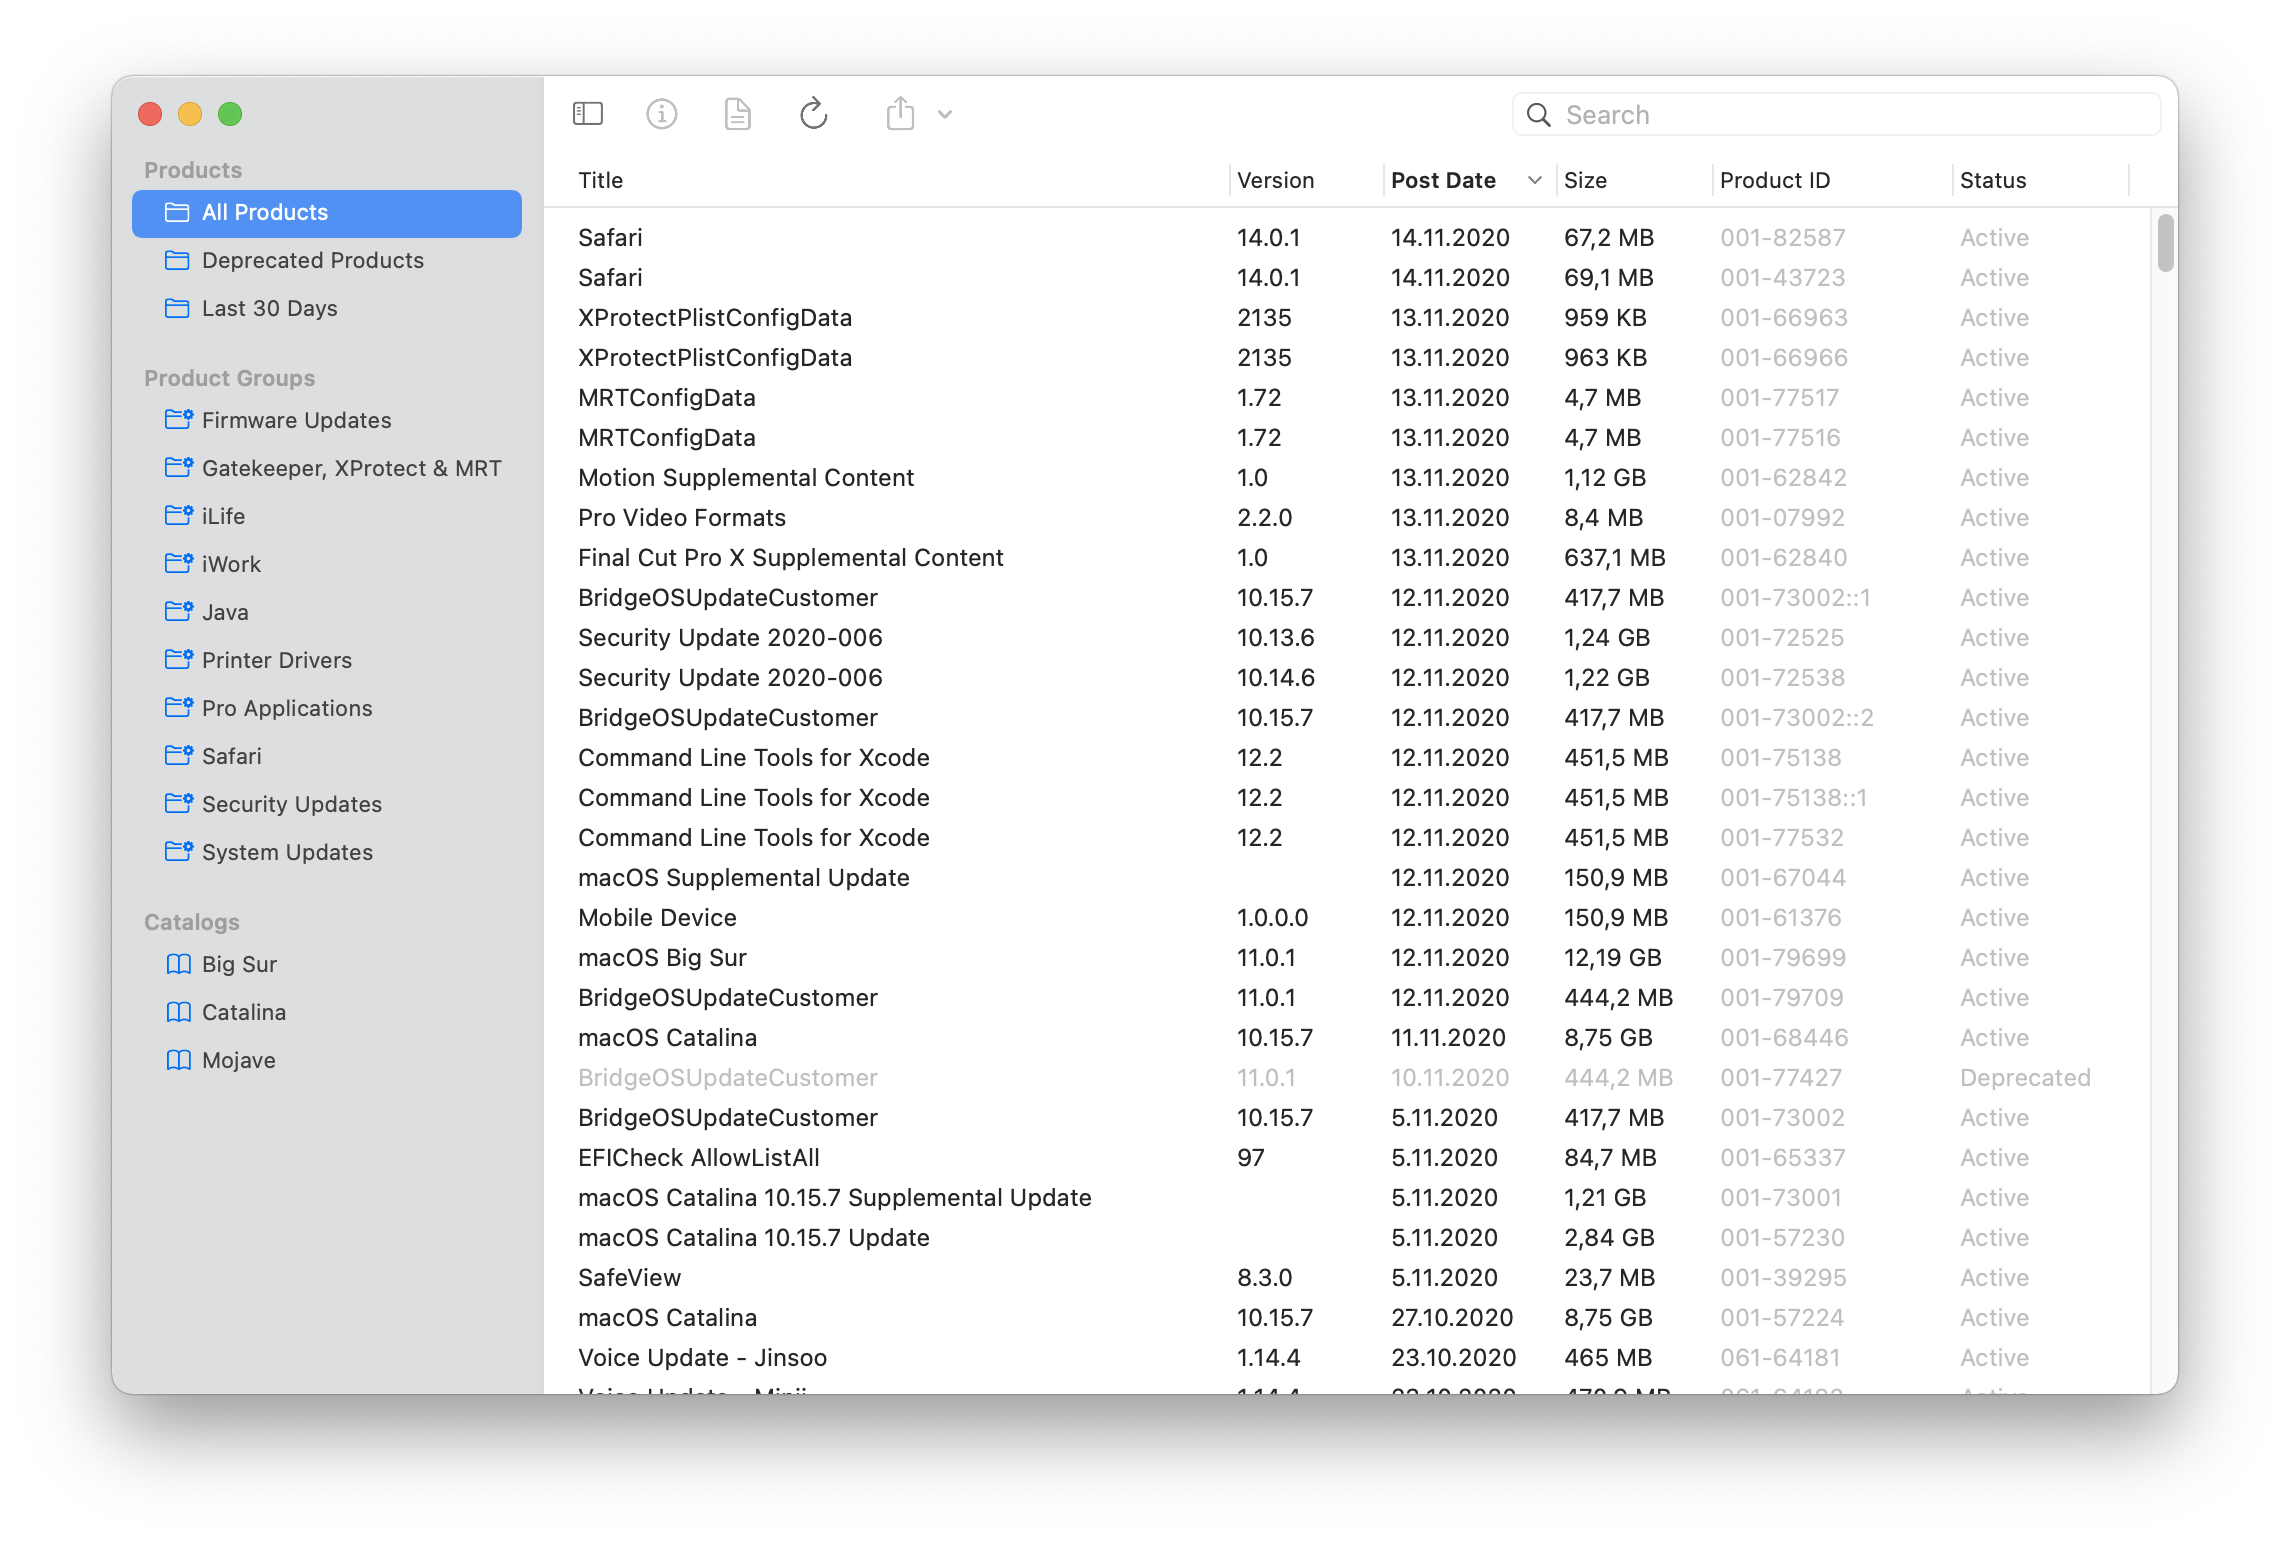 Search
Products
All Products
Deprecated Products
Last 30 Days
Product Groups
Firmware Updates
Gatekeeper, XProtect & MRT
iLife
iWork
Java
Printer Drivers
Pro Applications
Safari
Security Updates
System Updates
Catalogs
Big Sur
Catalina
Mojave
Title Version Post Date Size Product ID Status
Safari 14.0.1 14.11.2020 67,2 MB 001-82587 Active
Safari 14.0.1 14.11.2020 69,1 MB 001-43723 Active
XProtectPlistConfigData 2135 13.11.2020 959 KB 001-66963 Active
XProtectPlistConfigData 2135 13.11.2020 963 KB 001-66966 Active
MRTConfigData 1.72 13.11.2020 4,7 MB 001-77517 Active
MRTConfigData 1.72 13.11.2020 4,7 MB 001-77516 Active
Motion Supplemental Content 1.0 13.11.2020 1,12 GB 001-62842 Active
Pro Video Formats 2.2.0 13.11.2020 8,4 MB 001-07992 Active
Final Cut Pro X Supplemental Content 1.0 13.11.2020 637,1 MB 001-62840 Active
BridgeOSUpdateCustomer 10.15.7 12.11.2020 417,7 MB 001-73002::1 Active
Security Update 2020-006 10.13.6 12.11.2020 1,24 GB 001-72525 Active
Security Update 2020-006 10.14.6 12.11.2020 1,22 GB 001-72538 Active
BridgeOSUpdateCustomer 10.15.7 12.11.2020 417,7 MB 001-73002::2 Active
Command Line Tools for Xcode 12.2 12.11.2020 451,5 MB 001-75138 Active
Command Line Tools for Xcode 12.2 12.11.2020 451,5 MB 001-75138::1 Active
Command Line Tools for Xcode 12.2 12.11.2020 451,5 MB 001-77532 Active
macOS Supplemental Update 12.11.2020 150,9 MB 001-67044 Active
Mobile Device 1.0.0.0 12.11.2020 150,9 MB 001-61376 Active
macOS Big Sur 11.0.1 12.11.2020 12,19 GB 001-79699 Active
BridgeOSUpdateCustomer 11.0.1 12.11.2020 444,2 MB 001-79709 Active
macOS Catalina 10.15.7 11.11.2020 8,75 GB 001-68446 Active
BridgeOSUpdateCustomer 11.0.1 10.11.2020 444,2 MB 001-77427 Deprecated
BridgeOSUpdateCustomer 10.15.7 5.11.2020 417,7 MB 001-73002 Active
EFICheck AllowListAll 97 5.11.2020 84,7 MB 001-65337 Active
macOS Catalina 10.15.7 Supplemental Update 5.11.2020 1,21 GB 001-73001 Active
macOS Catalina 10.15.7 Update 5.11.2020 2,84 GB 001-57230 Active
SafeView 8.3.0 5.11.2020 23,7 MB 001-39295 Active
macOS Catalina 10.15.7 27.10.2020 8,75 GB 001-57224 Active
Voice Update - Jinsoo 1.14.4 23.10.2020 465 MB 061-64181 Active